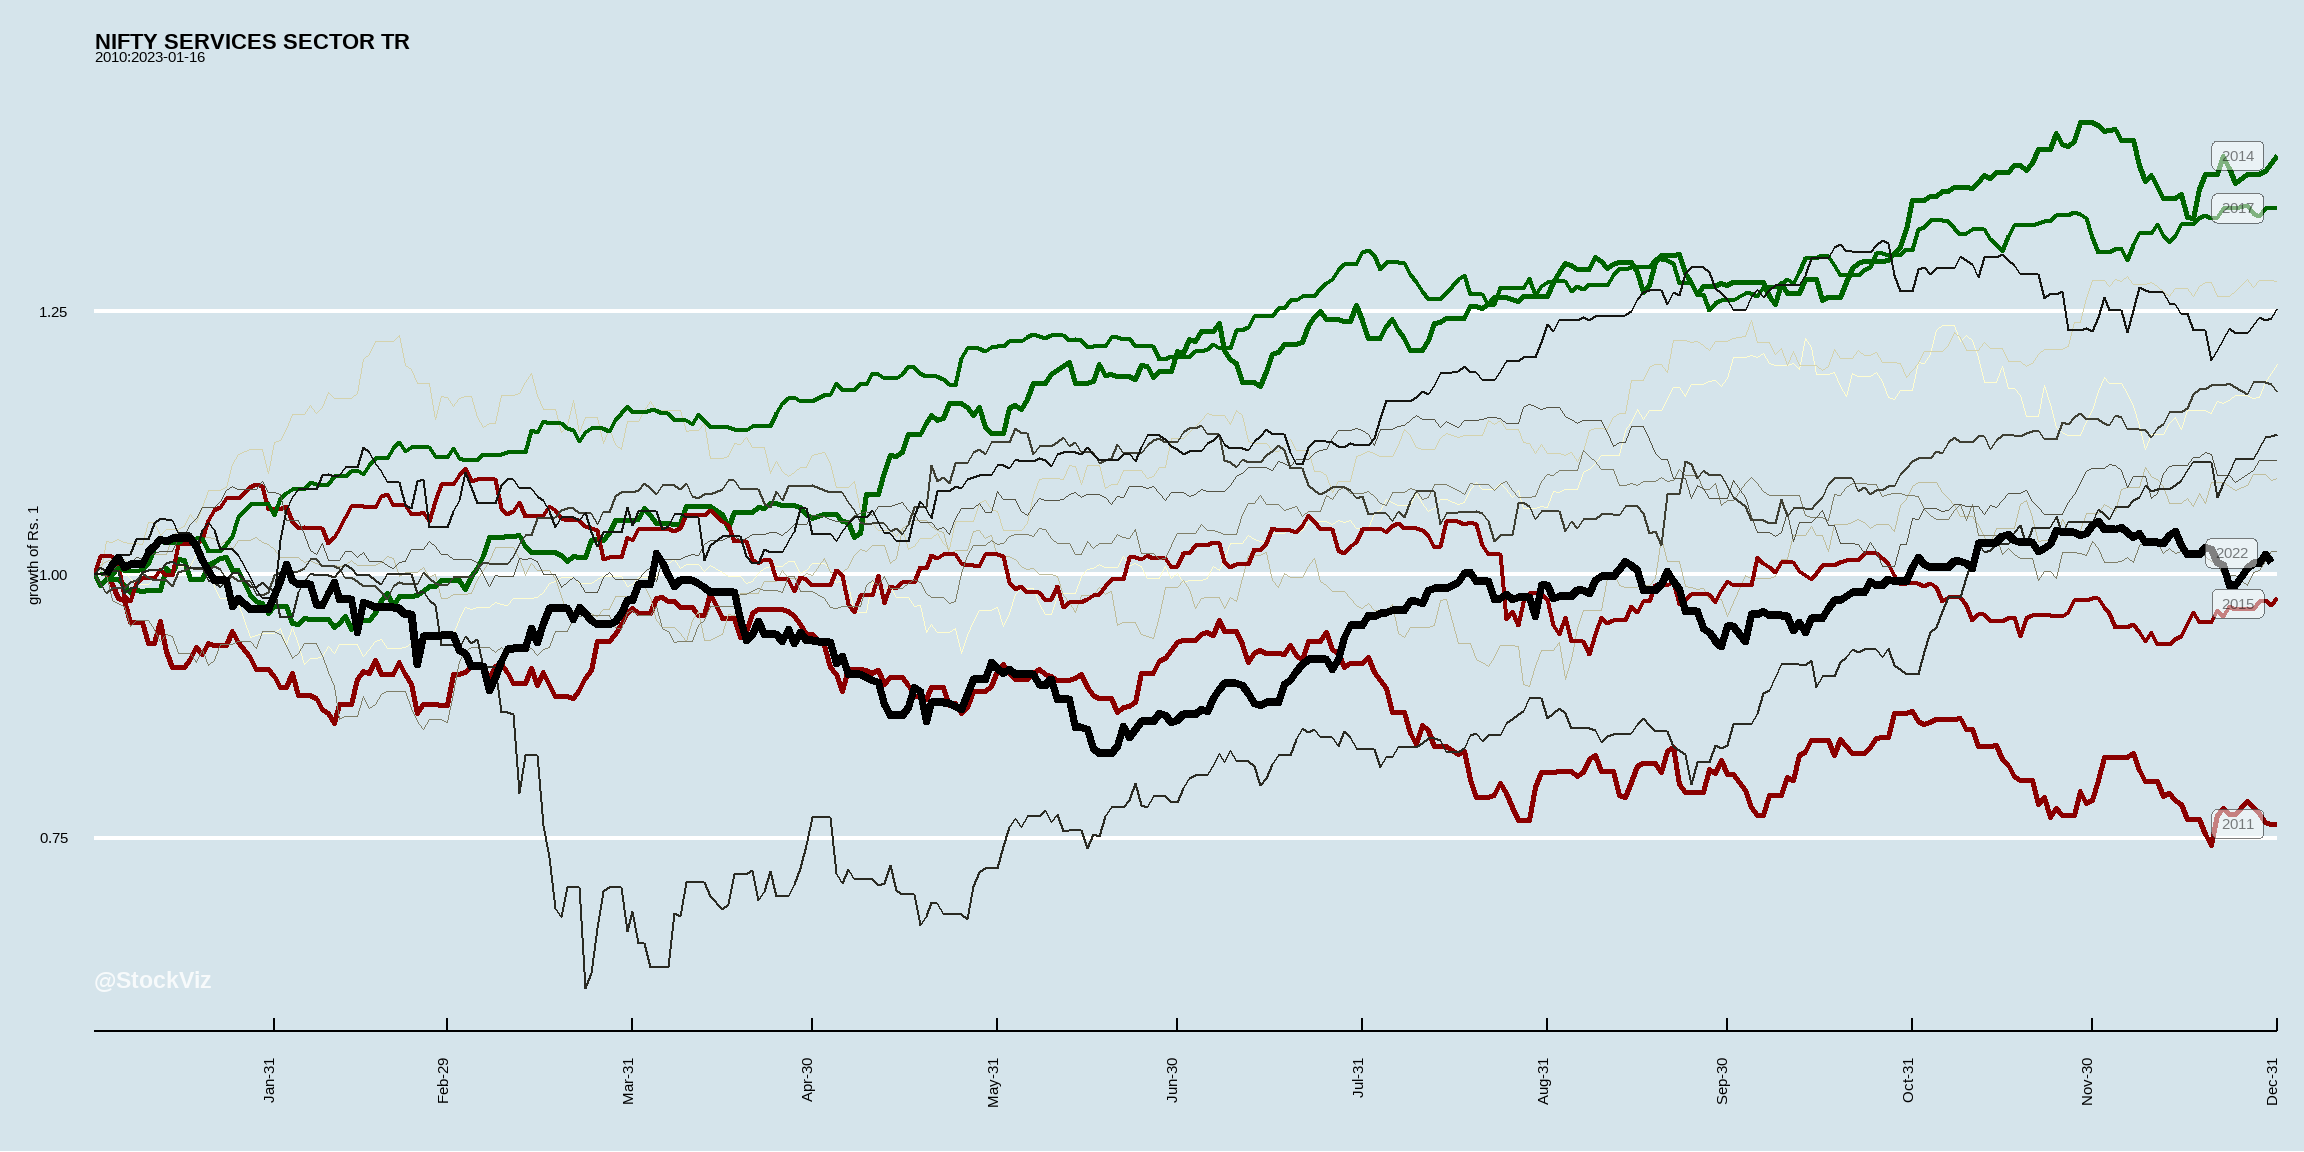 NIFTY SERVICES SECTOR TR
2010:2023-01-16
2014
2017
1.25
growth of Rs. 1
1.00
2022
2015
0.75
2011
@StockViz
Jan-31
Feb-29
Mar-31
Apr-30
May-31
Jun-30
Jul-31
Aug-31
Sep-30
Oct-31
Nov-30
Dec-31